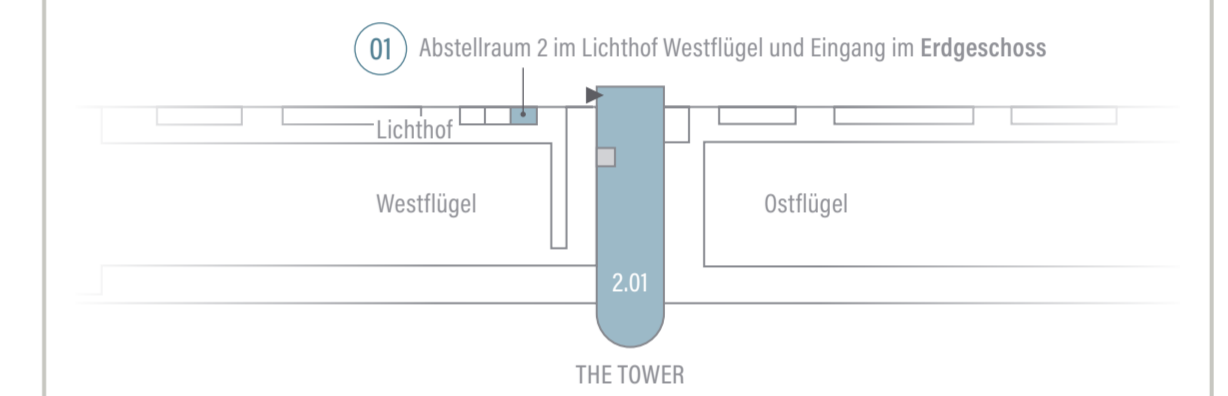 01 Abstellraum 2 im Lichthof Westflügel und Eingang im Erdgeschoss
Lichthof
Westflügel
Ostflügel
2.01
THE TOWER